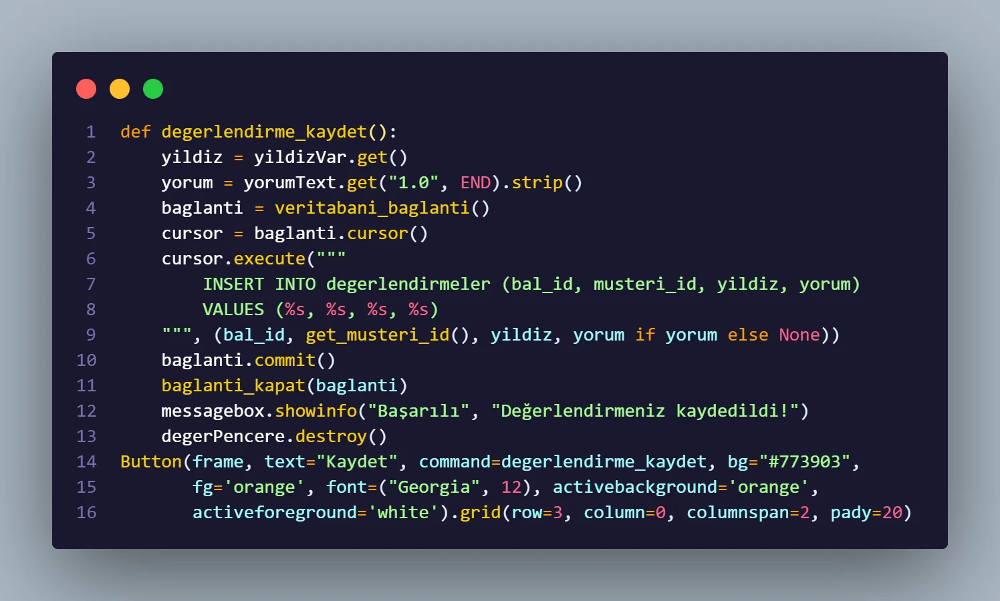 1 def degerlendirme_kaydet():
2     yildiz = yildizVar.get()
3     yorum = yorumText.get("1.0", END).strip()
4     baglanti = veritabani_baglanti()
5     cursor = baglanti.cursor()
6     cursor.execute("""
7         INSERT INTO degerlendirmeler (bal_id, musteri_id, yildiz, yorum)
8         VALUES (%s, %s, %s, %s)
9     """, (bal_id, get_musteri_id(), yildiz, yorum if yorum else None))
10     baglanti.commit()
11     baglanti_kapat(baglanti)
12     messagebox.showinfo("Başarılı", "Değerlendirmeniz kaydedildi!")
13     degerPencere.destroy()
14 Button(frame, text="Kaydet", command=degerlendirme_kaydet, bg="#773903",
15        fg='orange', font=("Georgia", 12), activebackground='orange',
16        activeforeground='white').grid(row=3, column=0, columnspan=2, pady=20)